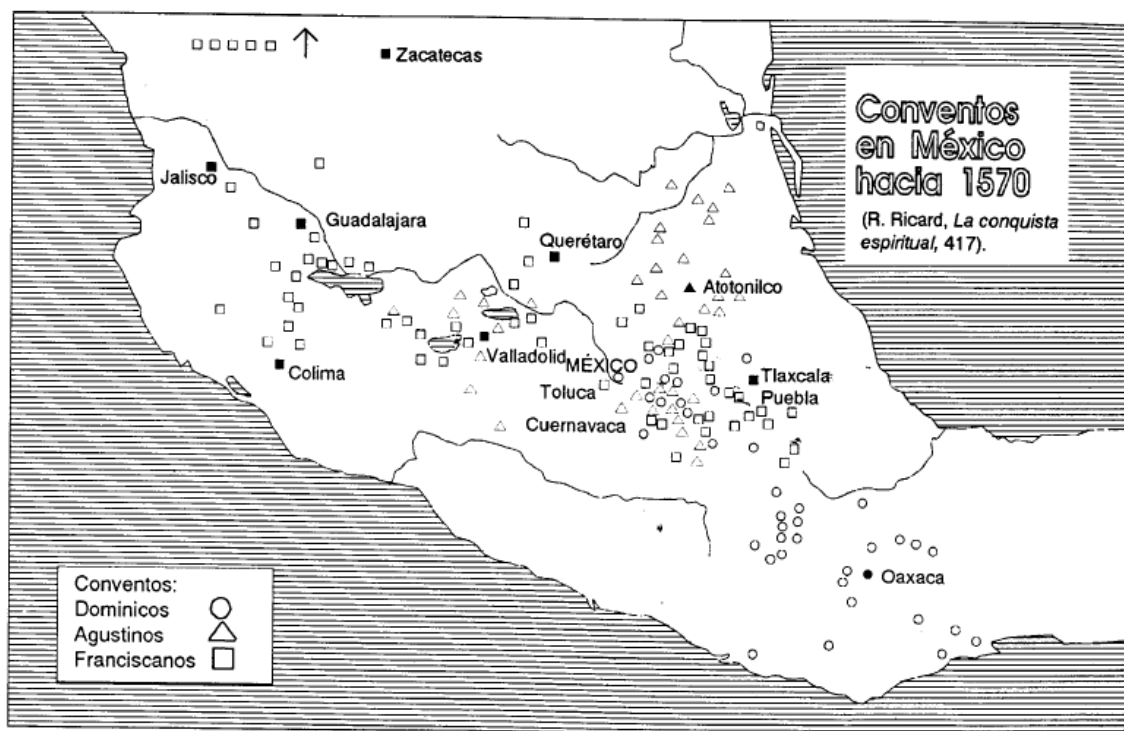 Zacatecas
Conventos
en México
hacia 1570
(R. Ricard, La conquista
espiritual, 417).
Jalisco
Guadalajara
Querétaro
Atotonilco
Valladolid
MÉXICO
Colima
Tlaxcala
Toluca
Puebla
Cuernavaca
Oaxaca
Conventos:
Dominicos
Agustinos
Franciscanos